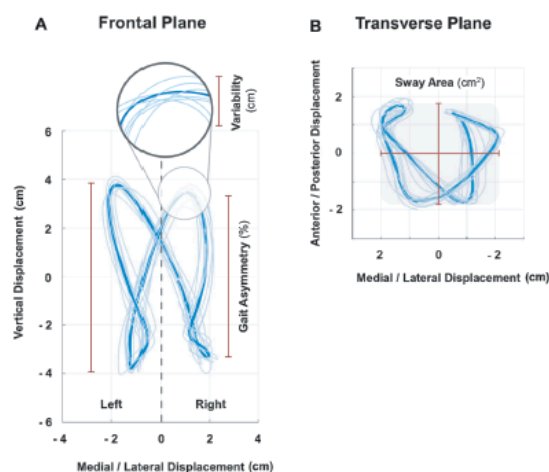 A
Frontal Plane
Variability
(cm)
6
4
2
0
- 2
- 4
- 6
Vertical Displacement (cm)
Gait Asymmetry (%)
Left
Right
- 4
- 2
0
2
4
Medial / Lateral Displacement (cm)
B
Transverse Plane
Sway Area (cm²)
2
0
- 2
Anterior / Posterior Displacement
2
0
- 2
Medial / Lateral Displacement (cm)